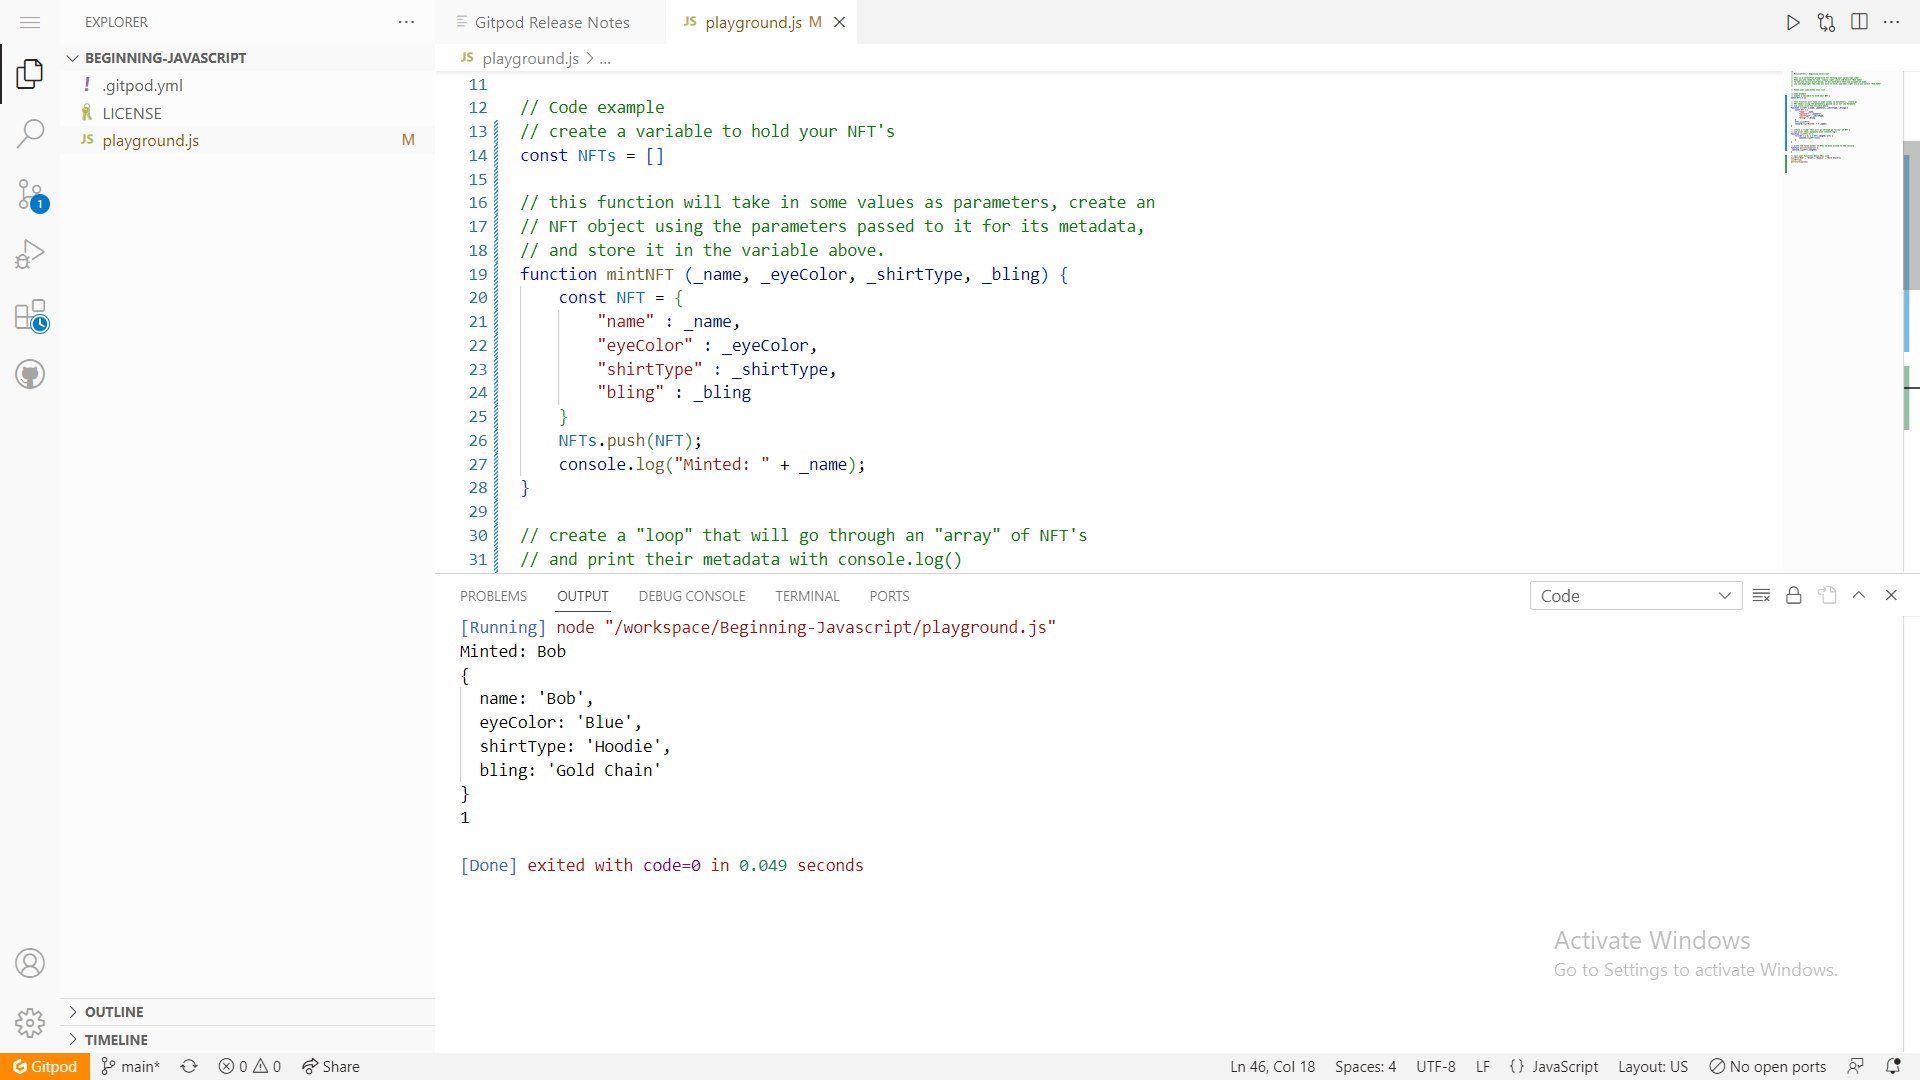 EXPLORER
BEGINNING-JAVASCRIPT
.gitpod.yml
LICENSE
JS playground.js M
1
OUTLINE
TIMELINE
Gitpod Release Notes
JS playground.js M
JS playground.js > ...
11
12 // Code example
13 // create a variable to hold your NFT's
14 const NFTs = []
15
16 // this function will take in some values as parameters, create an
17 // NFT object using the parameters passed to it for its metadata,
18 // and store it in the variable above.
19 function mintNFT (_name, _eyeColor, _shirtType, _bling) {
20 const NFT = {
21 "name" : _name,
22 "eyeColor" : _eyeColor,
23 "shirtType" : _shirtType,
24 "bling" : _bling
25 }
26 NFTs.push(NFT);
27 console.log("Minted: " + _name);
28 }
29
30 // create a "loop" that will go through an "array" of NFT's
31 // and print their metadata with console.log()
PROBLEMS OUTPUT DEBUG CONSOLE TERMINAL PORTS
Code
[Running] node "/workspace/Beginning-Javascript/playground.js"
Minted: Bob
{
name: 'Bob',
eyeColor: 'Blue',
shirtType: 'Hoodie',
bling: 'Gold Chain'
}
1
[Done] exited with code=0 in 0.049 seconds
Activate Windows
Go to Settings to activate Windows.
Gitpod main* 0 0 Share
Ln 46, Col 18 Spaces: 4 UTF-8 LF {} JavaScript Layout: US No open ports